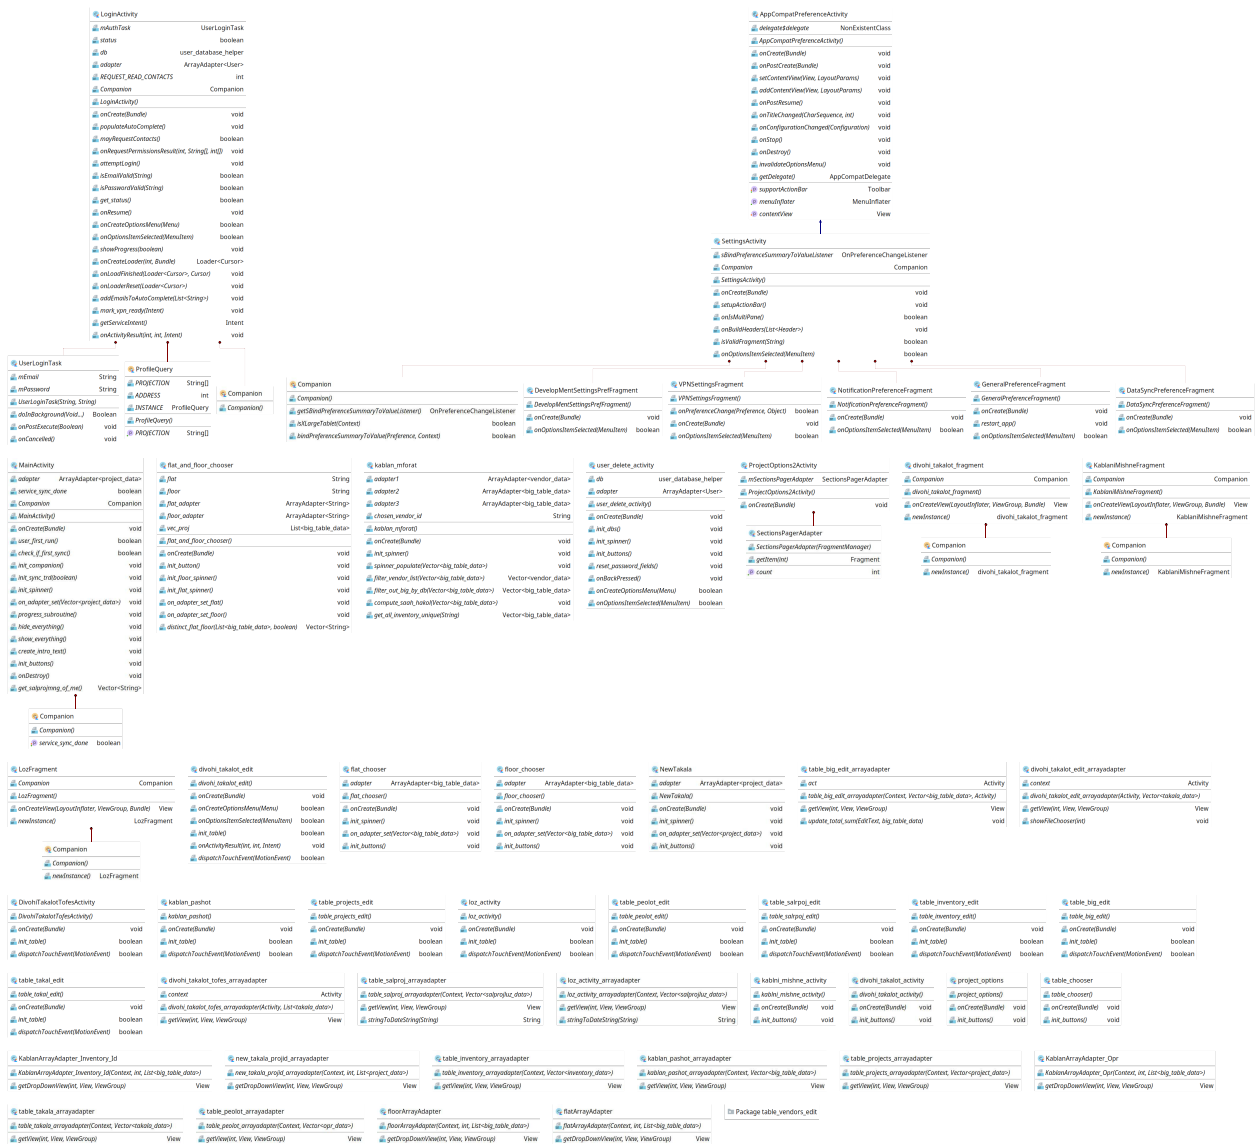 LoginActivity
mAuthTask UserLoginTask
status boolean
db user_database_helper
adapter ArrayAdapter<User>
REQUEST_READ_CONTACTS int
Companion Companion
LoginActivity()
onCreate(Bundle) void
populateAutoComplete() void
mayRequestContacts() boolean
onRequestPermissionsResult(int, String[], int[]) void
attemptLogin() void
isEmailValid(String) boolean
isPasswordValid(String) boolean
get_status() boolean
onResume() void
onCreateOptionsMenu(Menu) boolean
onOptionsItemSelected(MenuItem) boolean
showProgress(boolean) void
onCreateLoader(int, Bundle) Loader<Cursor>
onLoadFinished(Loader<Cursor>, Cursor) void
onLoaderReset(Loader<Cursor>) void
addEmailsToAutoComplete(List<String>) void
mark_vpn_ready(Intent) void
getServiceIntent() Intent
onActivityResult(int, int, Intent) void
AppCompatPreferenceActivity
delegate$delegate NonExistentClass
AppCompatPreferenceActivity()
onCreate(Bundle) void
onPostCreate(Bundle) void
setContentView(View, LayoutParams) void
addContentView(View, LayoutParams) void
onPostResume() void
onTitleChanged(CharSequence, int) void
onConfigurationChanged(Configuration) void
onStop() void
onDestroy() void
invalidateOptionsMenu() void
getDelegate() AppCompatDelegate
supportActionBar Toolbar
menuInflater MenuInflater
contentView View
SettingsActivity
sBindPreferenceSummaryToValueListener OnPreferenceChangeListener
Companion Companion
SettingsActivity()
onCreate(Bundle) void
setupActionBar() void
onIsMultiPane() boolean
onBuildHeaders(List<Header>) void
isValidFragment(String) boolean
onOptionsItemSelected(MenuItem) boolean
UserLoginTask
mEmail String
mPassword String
UserLoginTask(String, String)
doInBackground(Void...) Boolean
onPostExecute(Boolean) void
onCancelled() void
ProfileQuery
PROJECTION String[]
ADDRESS int
INSTANCE ProfileQuery
ProfileQuery()
PROJECTION String[]
Companion
Companion()
Companion
Companion()
getSBindPreferenceSummaryToValueListener() OnPreferenceChangeListener
isXLargeTablet(Context) boolean
bindPreferenceSummaryToValue(Preference, Context) boolean
DevelopMentSettingsPrefFragment
DevelopMentSettingsPrefFragment()
onCreate(Bundle) void
onOptionsItemSelected(MenuItem) boolean
VPNSettingsFragment
VPNSettingsFragment()
onPreferenceChange(Preference, Object) boolean
onCreate(Bundle) void
onOptionsItemSelected(MenuItem) boolean
NotificationPreferenceFragment
NotificationPreferenceFragment()
onCreate(Bundle) void
onOptionsItemSelected(MenuItem) boolean
GeneralPreferenceFragment
GeneralPreferenceFragment()
onCreate(Bundle) void
restart_app() void
onOptionsItemSelected(MenuItem) boolean
DataSyncPreferenceFragment
DataSyncPreferenceFragment()
onCreate(Bundle) void
onOptionsItemSelected(MenuItem) boolean
MainActivity
adapter ArrayAdapter<project_data>
service_sync_done boolean
Companion Companion
MainActivity()
onCreate(Bundle) void
user_first_run() boolean
check_if_first_sync() boolean
init_companion() void
init_sync_trd(boolean) void
init_spinner() void
on_adapter_set(Vector<project_data>) void
progress_subroutine() void
hide_everything() void
show_everything() void
create_intro_text() void
init_buttons() void
onDestroy() void
get_salprojmng_of_me() Vector<String>
Companion
Companion()
service_sync_done boolean
flat_and_floor_chooser
flat String
floor String
flat_adapter ArrayAdapter<String>
floor_adapter ArrayAdapter<String>
vec_proj List<big_table_data>
flat_and_floor_chooser()
onCreate(Bundle) void
init_button() void
init_floor_spinner() void
init_flat_spinner() void
on_adapter_set_flat() void
on_adapter_set_floor() void
distinct_flat_floor(List<big_table_data>, boolean) Vector<String>
kablan_mforat
adapter1 ArrayAdapter<vendor_data>
adapter2 ArrayAdapter<big_table_data>
adapter3 ArrayAdapter<big_table_data>
chosen_vendor_id String
kablan_mforat()
onCreate(Bundle) void
init_spinner() void
spinner_populate(Vector<big_table_data>) void
filter_vendor_list(Vector<big_table_data>) Vector<vendor_data>
filter_out_big_by_dix(Vector<big_table_data>) Vector<big_table_data>
compute_saah_hakol(Vector<big_table_data>) void
get_all_inventory_unique(String) Vector<big_table_data>
user_delete_activity
db user_database_helper
adapter ArrayAdapter<User>
user_delete_activity()
onCreate(Bundle) void
init_dbs() void
init_spinner() void
init_buttons() void
reset_password_fields() void
onBackPressed() void
onCreateOptionsMenu(Menu) boolean
onOptionsItemSelected(MenuItem) boolean
ProjectOptions2Activity
mSectionsPagerAdapter SectionsPagerAdapter
ProjectOptions2Activity()
onCreate(Bundle) void
SectionsPagerAdapter
SectionsPagerAdapter(FragmentManager)
getItem(int) Fragment
count int
divohi_takalot_fragment
Companion Companion
divohi_takalot_fragment()
onCreateView(LayoutInflater, ViewGroup, Bundle) View
newInstance() divohi_takalot_fragment
Companion
Companion()
newInstance() divohi_takalot_fragment
KablaniMishneFragment
Companion Companion
KablaniMishneFragment()
onCreateView(LayoutInflater, ViewGroup, Bundle) View
newInstance() KablaniMishneFragment
Companion
Companion()
newInstance() KablaniMishneFragment
LozFragment
Companion Companion
LozFragment()
onCreateView(LayoutInflater, ViewGroup, Bundle) View
newInstance() LozFragment
Companion
Companion()
newInstance() LozFragment
divohi_takalot_edit
divohi_takalot_edit()
onCreate(Bundle) void
onCreateOptionsMenu(Menu) boolean
onOptionsItemSelected(MenuItem) boolean
init_table() boolean
onActivityResult(int, int, Intent) void
dispatchTouchEvent(MotionEvent) boolean
flat_chooser
adapter ArrayAdapter<big_table_data>
flat_chooser()
onCreate(Bundle) void
init_spinner() void
on_adapter_set(Vector<big_table_data>) void
init_buttons() void
floor_chooser
adapter ArrayAdapter<big_table_data>
floor_chooser()
onCreate(Bundle) void
init_spinner() void
on_adapter_set(Vector<big_table_data>) void
init_buttons() void
NewTakala
adapter ArrayAdapter<project_data>
NewTakala()
onCreate(Bundle) void
init_spinner() void
on_adapter_set(Vector<project_data>) void
init_buttons() void
table_big_edit_arrayadapter
act Activity
table_big_edit_arrayadapter(Context, Vector<big_table_data>, Activity)
getView(int, View, ViewGroup) View
update_total_sum(EditText, big_table_data) void
divohi_takalot_edit_arrayadapter
context Activity
divohi_takalot_edit_arrayadapter(Activity, Vector<takala_data>)
getView(int, View, ViewGroup) View
showFileChooser(int) void
DivohiTakalotTofesActivity
DivohiTakalotTofesActivity()
onCreate(Bundle) void
init_table() boolean
dispatchTouchEvent(MotionEvent) boolean
kablan_pashot
kablan_pashot()
onCreate(Bundle) void
init_table() boolean
dispatchTouchEvent(MotionEvent) boolean
table_projects_edit
table_projects_edit()
onCreate(Bundle) void
init_table() boolean
dispatchTouchEvent(MotionEvent) boolean
loz_activity
loz_activity()
onCreate(Bundle) void
init_table() boolean
dispatchTouchEvent(MotionEvent) boolean
table_peolot_edit
table_peolot_edit()
onCreate(Bundle) void
init_table() boolean
dispatchTouchEvent(MotionEvent) boolean
table_salrpoj_edit
table_salrpoj_edit()
onCreate(Bundle) void
init_table() boolean
dispatchTouchEvent(MotionEvent) boolean
table_inventory_edit
table_inventory_edit()
onCreate(Bundle) void
init_table() boolean
dispatchTouchEvent(MotionEvent) boolean
table_big_edit
table_big_edit()
onCreate(Bundle) void
init_table() boolean
dispatchTouchEvent(MotionEvent) boolean
table_takal_edit
table_takal_edit()
onCreate(Bundle) void
init_table() boolean
dispatchTouchEvent(MotionEvent) boolean
divohi_takalot_tofes_arrayadapter
context Activity
divohi_takalot_tofes_arrayadapter(Activity, List<takala_data>)
getView(int, View, ViewGroup) View
table_salproj_arrayadapter
table_salproj_arrayadapter(Context, Vector<salprojluz_data>)
getView(int, View, ViewGroup) View
stringToDateString(String) String
loz_activity_arrayadapter
loz_activity_arrayadapter(Context, Vector<salprojluz_data>)
getView(int, View, ViewGroup) View
stringToDateString(String) String
kabini_mishne_activity
kabini_mishne_activity()
onCreate(Bundle) void
init_buttons() void
divohi_takalot_activity
divohi_takalot_activity()
onCreate(Bundle) void
init_buttons() void
project_options
project_options()
onCreate(Bundle) void
init_buttons() void
table_chooser
table_chooser()
onCreate(Bundle) void
init_buttons() void
KablanArrayAdapter_Inventory_Id
KablanArrayAdapter_Inventory_Id(Context, int, List<big_table_data>)
getDropDownView(int, View, ViewGroup) View
new_takala_projid_arrayadapter
new_takala_projid_arrayadapter(Context, int, List<project_data>)
getDropDownView(int, View, ViewGroup) View
table_inventory_arrayadapter
table_inventory_arrayadapter(Context, Vector<inventory_data>)
getView(int, View, ViewGroup) View
kablan_pashot_arrayadapter
kablan_pashot_arrayadapter(Context, Vector<big_table_data>)
getView(int, View, ViewGroup) View
table_projects_arrayadapter
table_projects_arrayadapter(Context, Vector<project_data>)
getView(int, View, ViewGroup) View
KablanArrayAdapter_Opr
KablanArrayAdapter_Opr(Context, int, List<big_table_data>)
getDropDownView(int, View, ViewGroup) View
table_takala_arrayadapter
table_takala_arrayadapter(Context, Vector<takala_data>)
getView(int, View, ViewGroup) View
table_peolot_arrayadapter
table_peolot_arrayadapter(Context, Vector<opr_data>)
getView(int, View, ViewGroup) View
floorArrayAdapter
floorArrayAdapter(Context, int, List<big_table_data>)
getDropDownView(int, View, ViewGroup) View
flatArrayAdapter
flatArrayAdapter(Context, int, List<big_table_data>)
getDropDownView(int, View, ViewGroup) View
Package table_vendors_edit